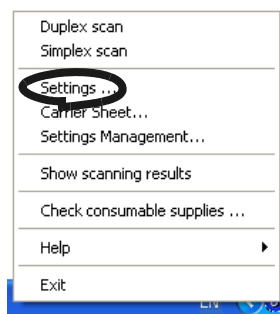 Duplex scan
Simplex scan
Settings ...
Carrier Sheet...
Settings Management...
Show scanning results
Check consumable supplies ...
Help
Exit
EN